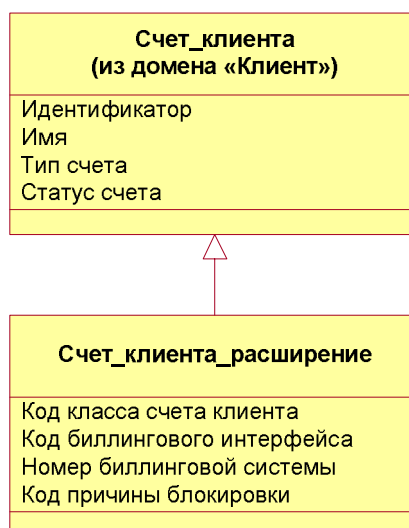 Счет_клиента
(из домена «Клиент»)
Идентификатор
Имя
Тип счета
Статус счета
Счет_клиента_расширение
Код класса счета клиента
Код биллингового интерфейса
Номер биллинговой системы
Код причины блокировки